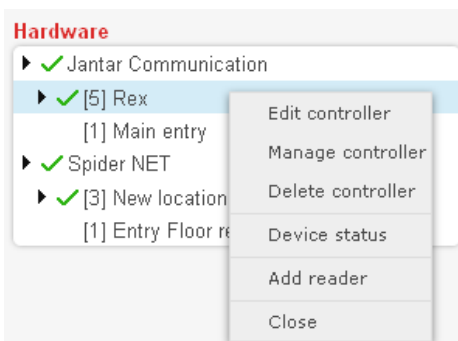 Hardware
Jantar Communication
[5] Rex
[1] Main entry
Spider NET
[3] New location
[1] Entry Floor
Edit controller
Manage controller
Delete controller
Device status
Add reader
Close